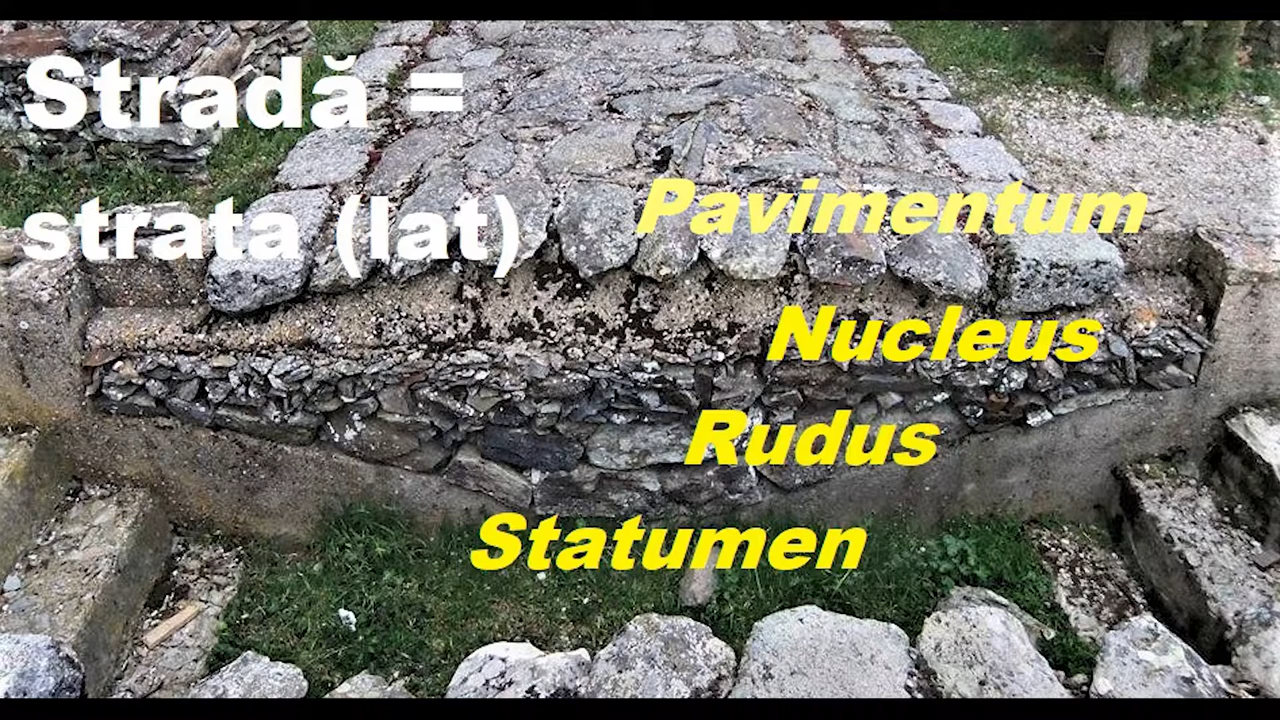 Stradă =
strata (lat)
Pavimentum
Nucleus
Rudus
Statumen